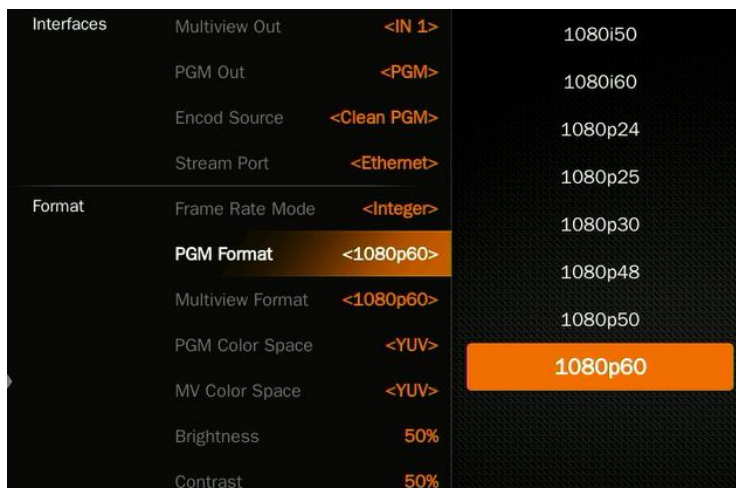 Interfaces Multiview Out <IN 1>
PGM Out <PGM>
Encod Source <Clean PGM>
Stream Port <Ethernet>
Format Frame Rate Mode <Integer>
PGM Format <1080p60>
Multiview Format <1080p60>
PGM Color Space <YUV>
MV Color Space <YUV>
Brightness 50%
Contrast 50%
1080i50
1080i60
1080p24
1080p25
1080p30
1080p48
1080p50
1080p60